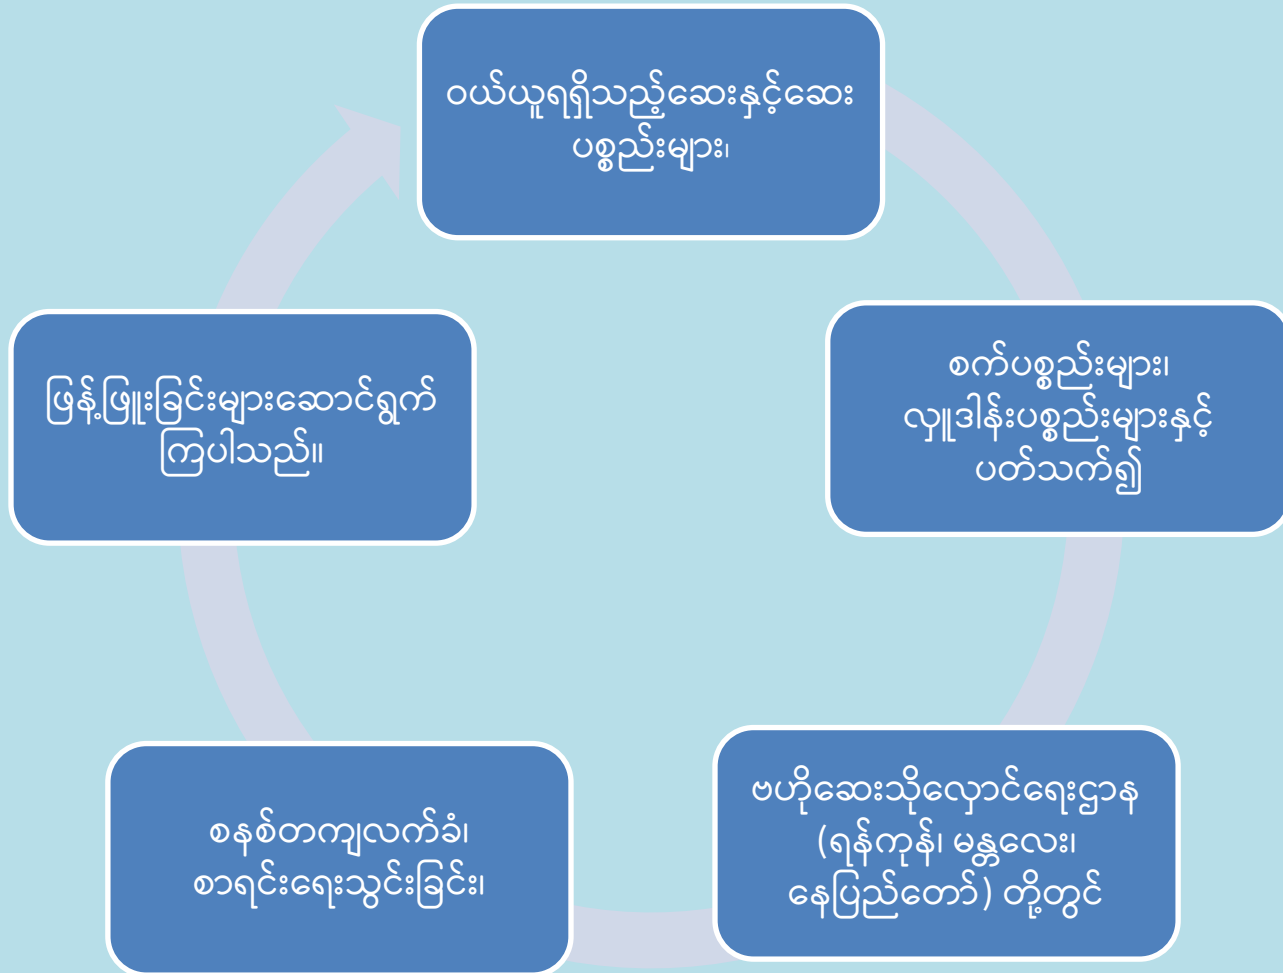 ဝယ်ယူရရှိသည့်ဆေးနှင့်ဆေး
ပစ္စည်းများ၊
စက်ပစ္စည်းများ၊
လှူဒါန်းပစ္စည်းများနှင့်
ပတ်သက်၍
ဗဟိုဆေးသိုလှောင်ရေးဌာန
(ရန်ကုန်၊ မန္တလေး၊
နေပြည်တော်) တို့တွင်
စနစ်တကျလက်ခံ၊
စာရင်းရေးသွင်းခြင်း၊
ဖြန့်ဖြူးခြင်းများဆောင်ရွက်
ကြပါသည်။